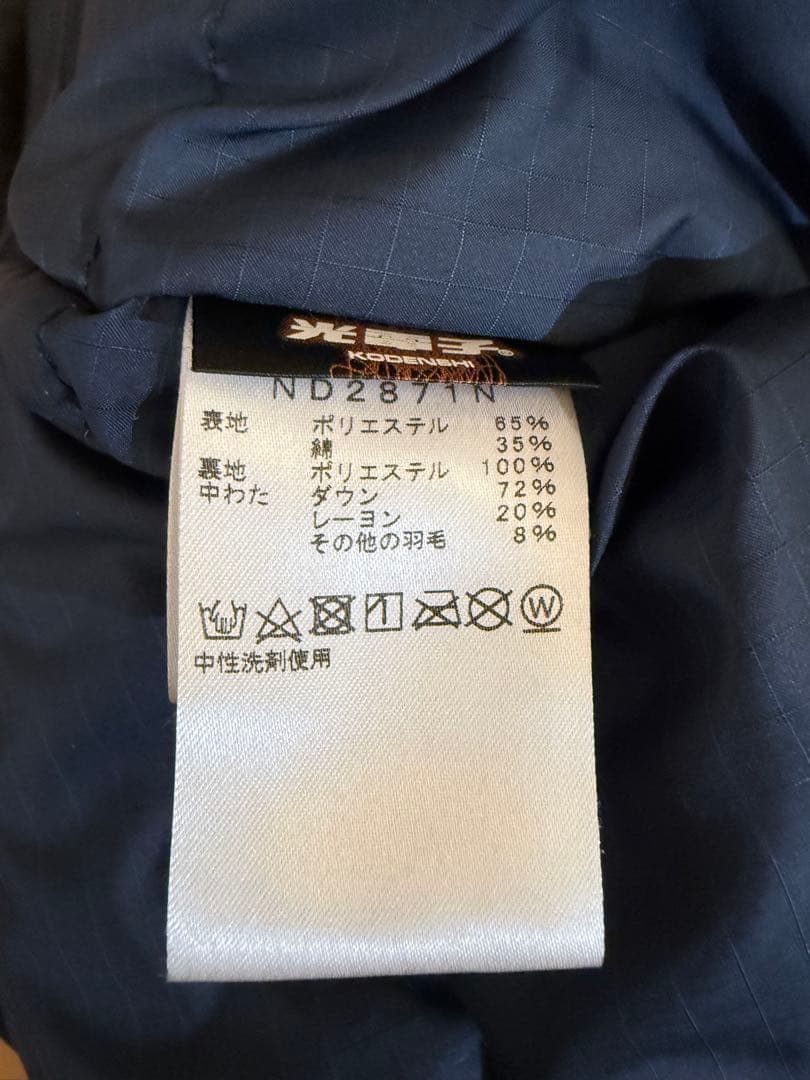 光電子®
KODENSHI
ND2871N
表地 ポリエステル 65%
綿 35%
裏地 ポリエステル 100%
中わた ダウン 72%
レーヨン 20%
その他の羽毛 8%
W
中性洗剤使用